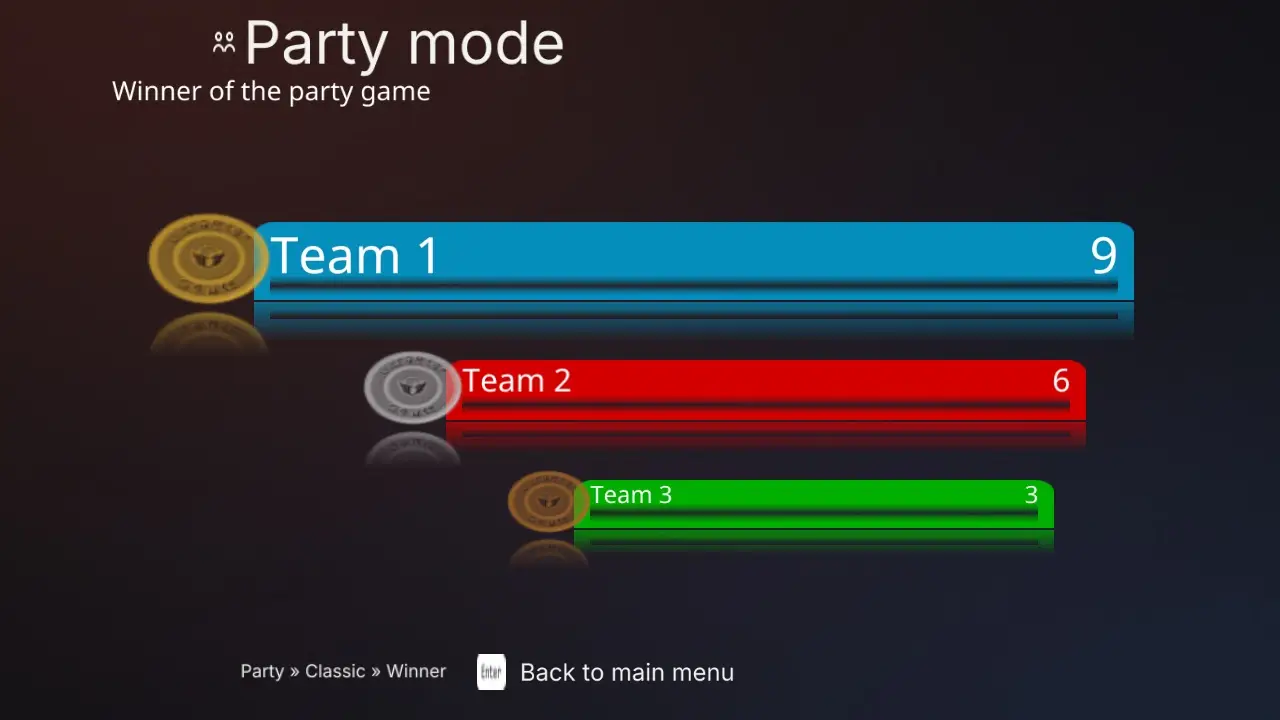 Party mode
Winner of the party game
Team 1 9
Team 2 6
Team 3 3
Party » Classic » Winner Enter Back to main menu